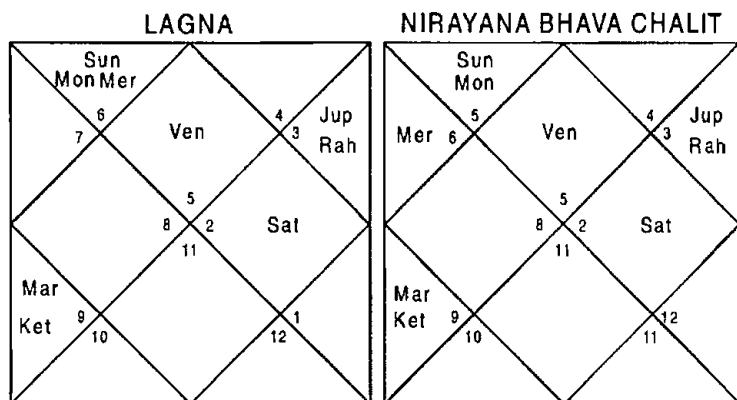 LAGNA
Sun
Mon Mer
6
7
Ven
4
3
Jup
Rah
5
8 2
11
Sat
Mar
Ket
9
10
1
12
NIRAYANA BHAVA CHALIT
Sun
Mon
5
6
Mer
Ven
4
3
Jup
Rah
5
8 2
11
Sat
Mar
Ket
9
10
12
11